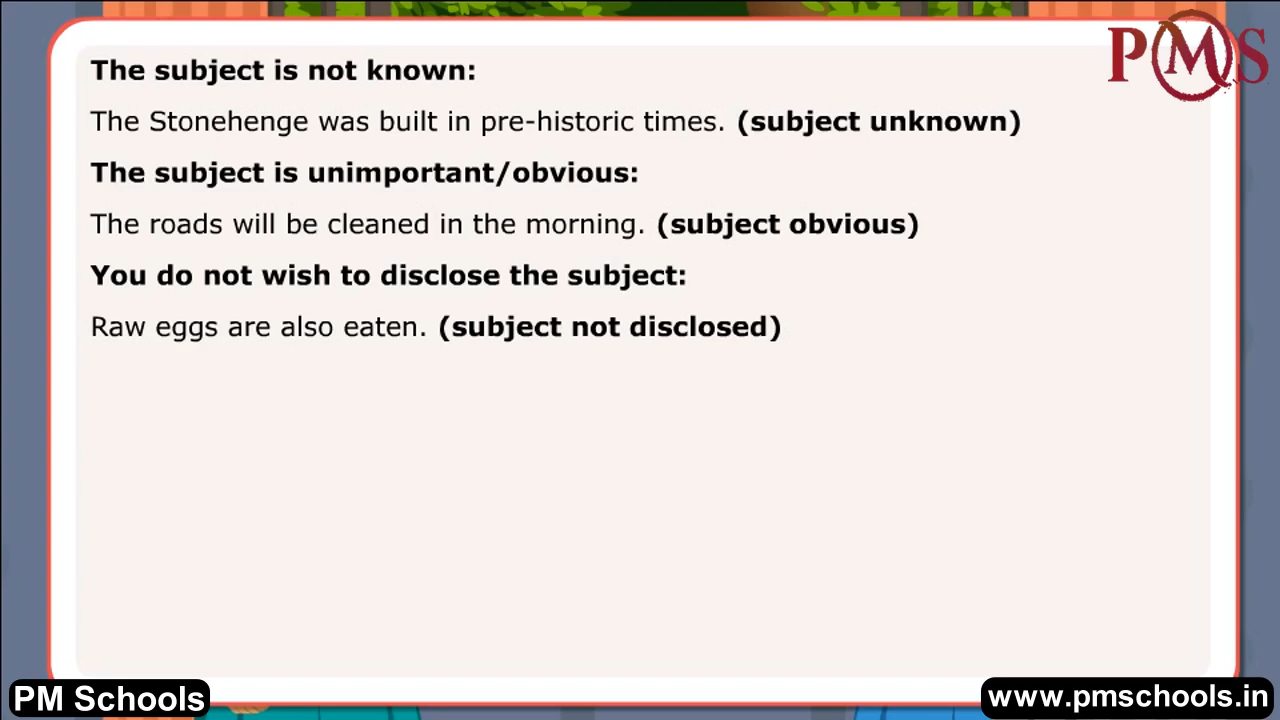 PMS
The subject is not known:
The Stonehenge was built in pre-historic times. (subject unknown)
The subject is unimportant/obvious:
The roads will be cleaned in the morning. (subject obvious)
You do not wish to disclose the subject:
Raw eggs are also eaten. (subject not disclosed)
PM Schools
www.pmschools.in